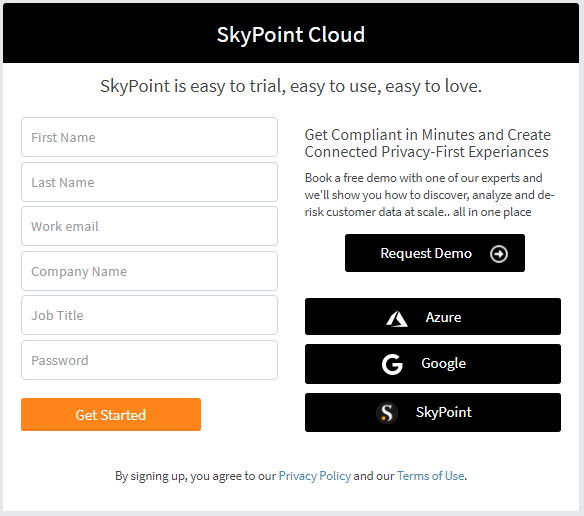 SkyPoint Cloud
SkyPoint is easy to trial, easy to use, easy to love.
First Name
Last Name
Work email
Company Name
Job Title
Password
Get Started
Get Compliant in Minutes and Create
Connected Privacy-First Experiances
Book a free demo with one of our experts and
we'll show you how to discover, analyze and de-
risk customer data at scale.. all in one place
Request Demo
Azure
Google
SkyPoint
By signing up, you agree to our Privacy Policy and our Terms of Use.